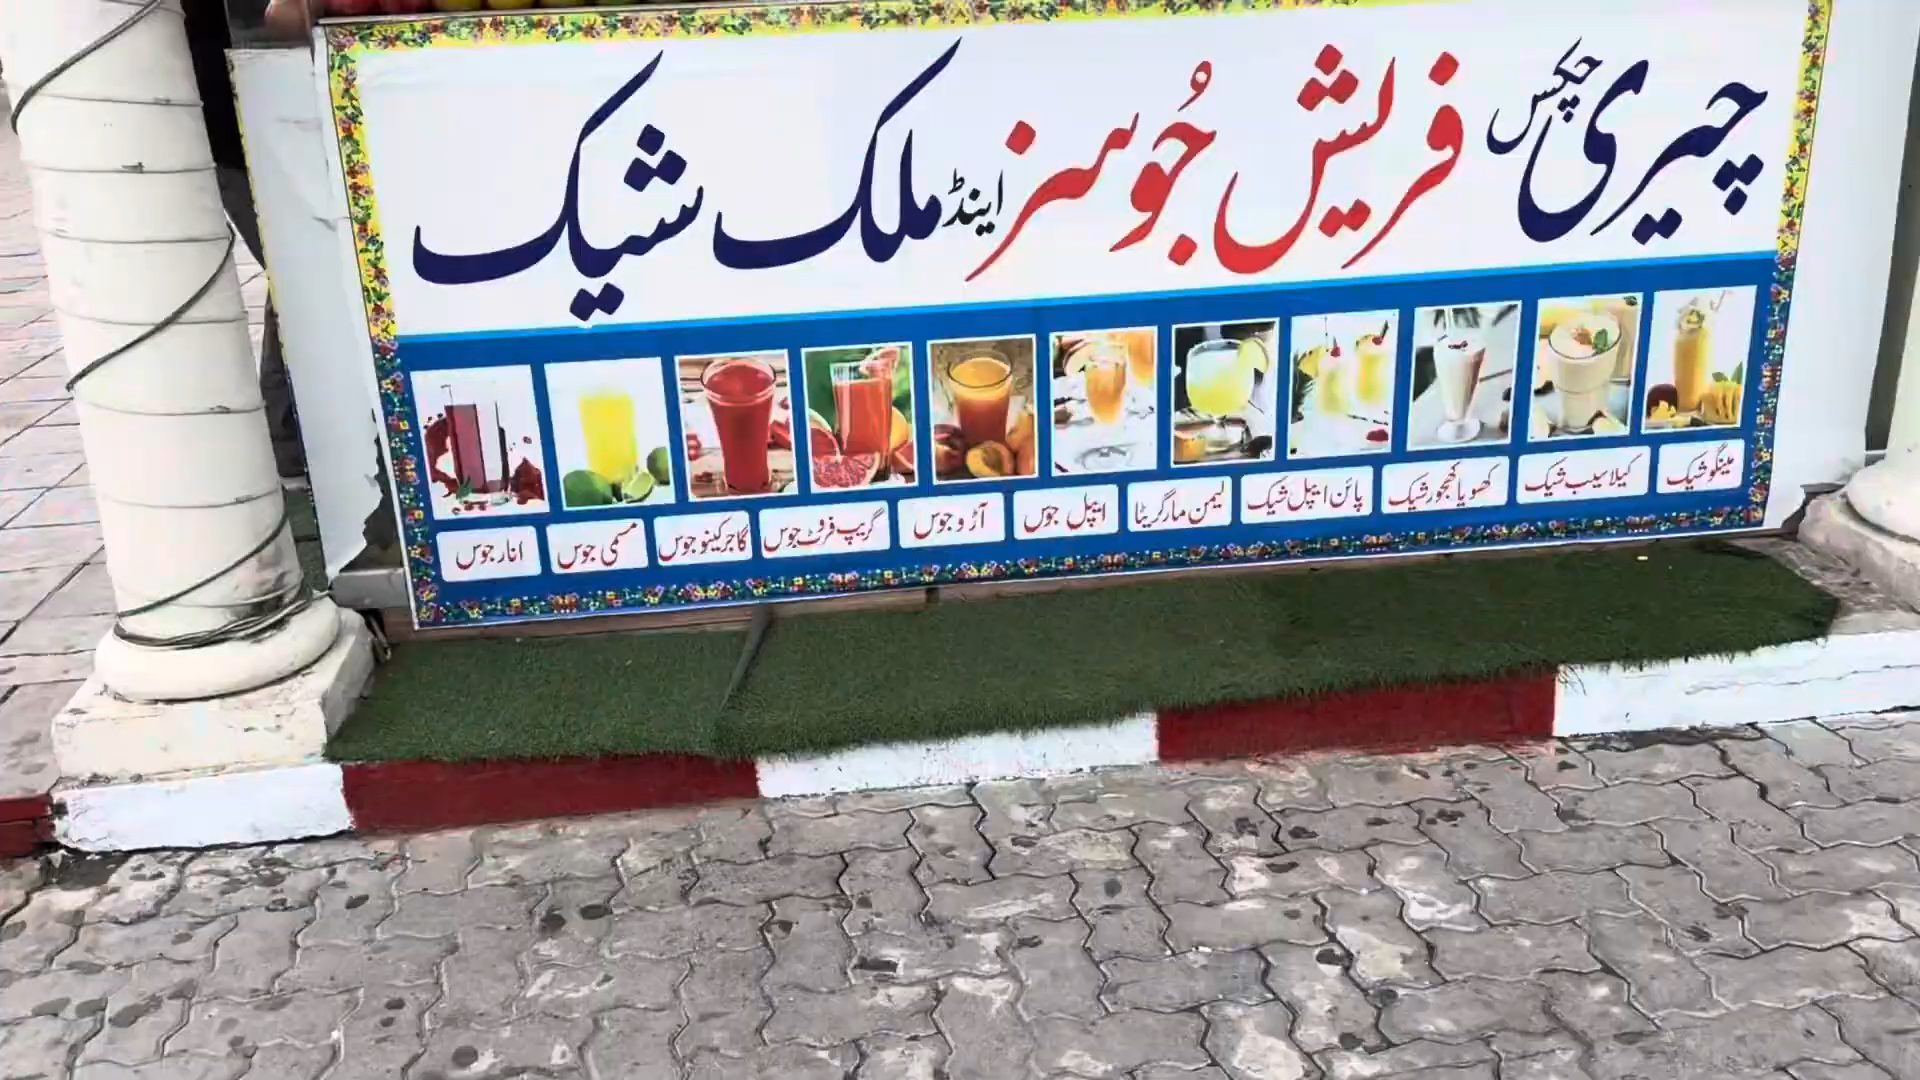 چیری چکس فریش جُوسز اینڈ ملک شیک
مینگو شیک
کیلا سیب شیک
کھویا کھجور شیک
پائن ایپل شیک
لیمن مارگریٹا
ایپل جوس
آڑو جوس
گریپ فروٹ جوس
گاجر کینو جوس
مسمی جوس
انار جوس